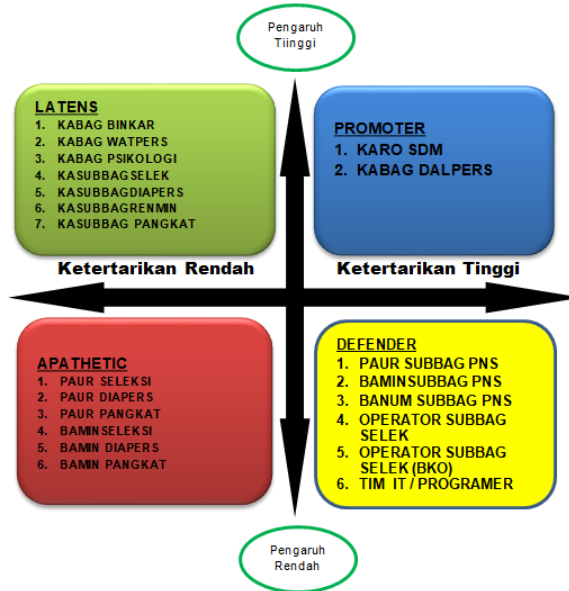 Pengaruh
Tiinggi
LATENS
1. KABAG BINKAR
2. KABAG WATPERS
3. KABAG PSIKOLOGI
4. KASUBBAGSELEK
5. KASUBBAGDIAPERS
6. KASUBBAGRENMIN
7. KASUBBAG PANGKAT
PROMOTER
1. KARO SDM
2. KABAG DALPERS
Ketertarikan Rendah
Ketertarikan Tinggi
APATHETIC
1. PAUR SELEKSI
2. PAUR DIAPERS
3. PAUR PANGKAT
4. BAMINSELEKSI
5. BAMIN DIAPERS
6. BAMIN PANGKAT
DEFENDER
1. PAUR SUBBAG PNS
2. BAMINSUBBAG PNS
3. BANUM SUBBAG PNS
4. OPERATOR SUBBAG
SELEK
5. OPERATOR SUBBAG
SELEK (BKO)
6. TIM IT / PROGRAMER
Pengaruh
Rendah